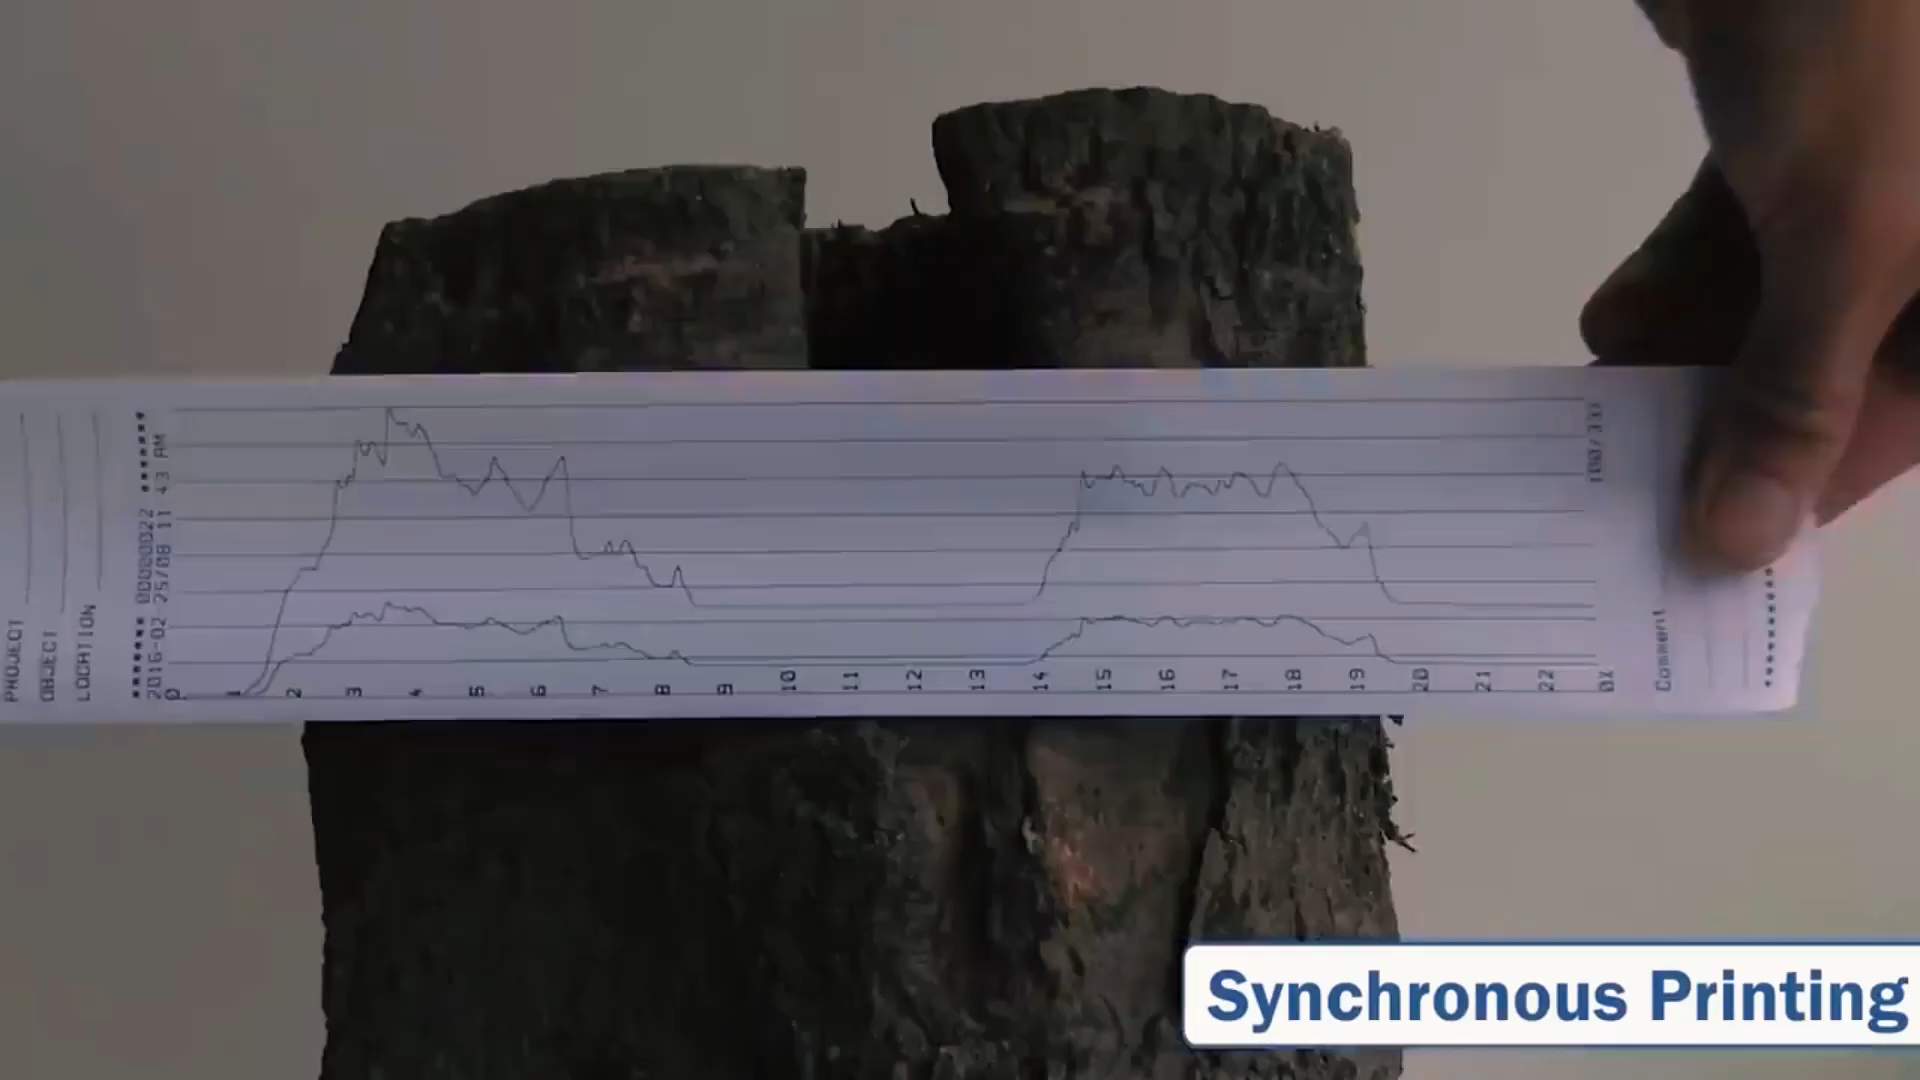 PROJECT
OBJECT
LOCATION
****** 00000022 ******
2016-02-25/08 11 43 AM
0 1 2 3 4 5 6 7 8 9 10 11 12 13 14 15 16 17 18 19 20 21 22 0%
Comment
Synchronous Printing